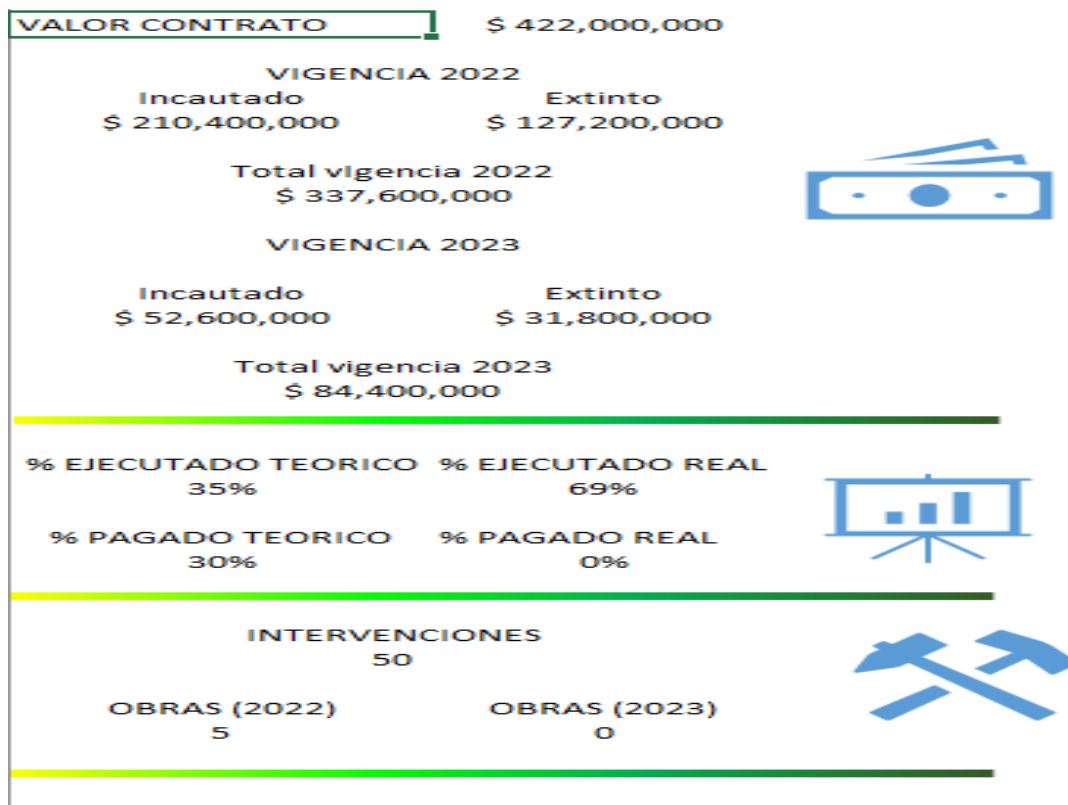 VALOR CONTRATO $ 422,000,000
VIGENCIA 2022
Incautado Extinto
$ 210,400,000 $ 127,200,000
Total vigencia 2022
$ 337,600,000
VIGENCIA 2023
Incautado Extinto
$ 52,600,000 $ 31,800,000
Total vigencia 2023
$ 84,400,000
% EJECUTADO TEORICO % EJECUTADO REAL
35% 69%
% PAGADO TEORICO % PAGADO REAL
30% 0%
INTERVENCIONES
50
OBRAS (2022) OBRAS (2023)
5 0